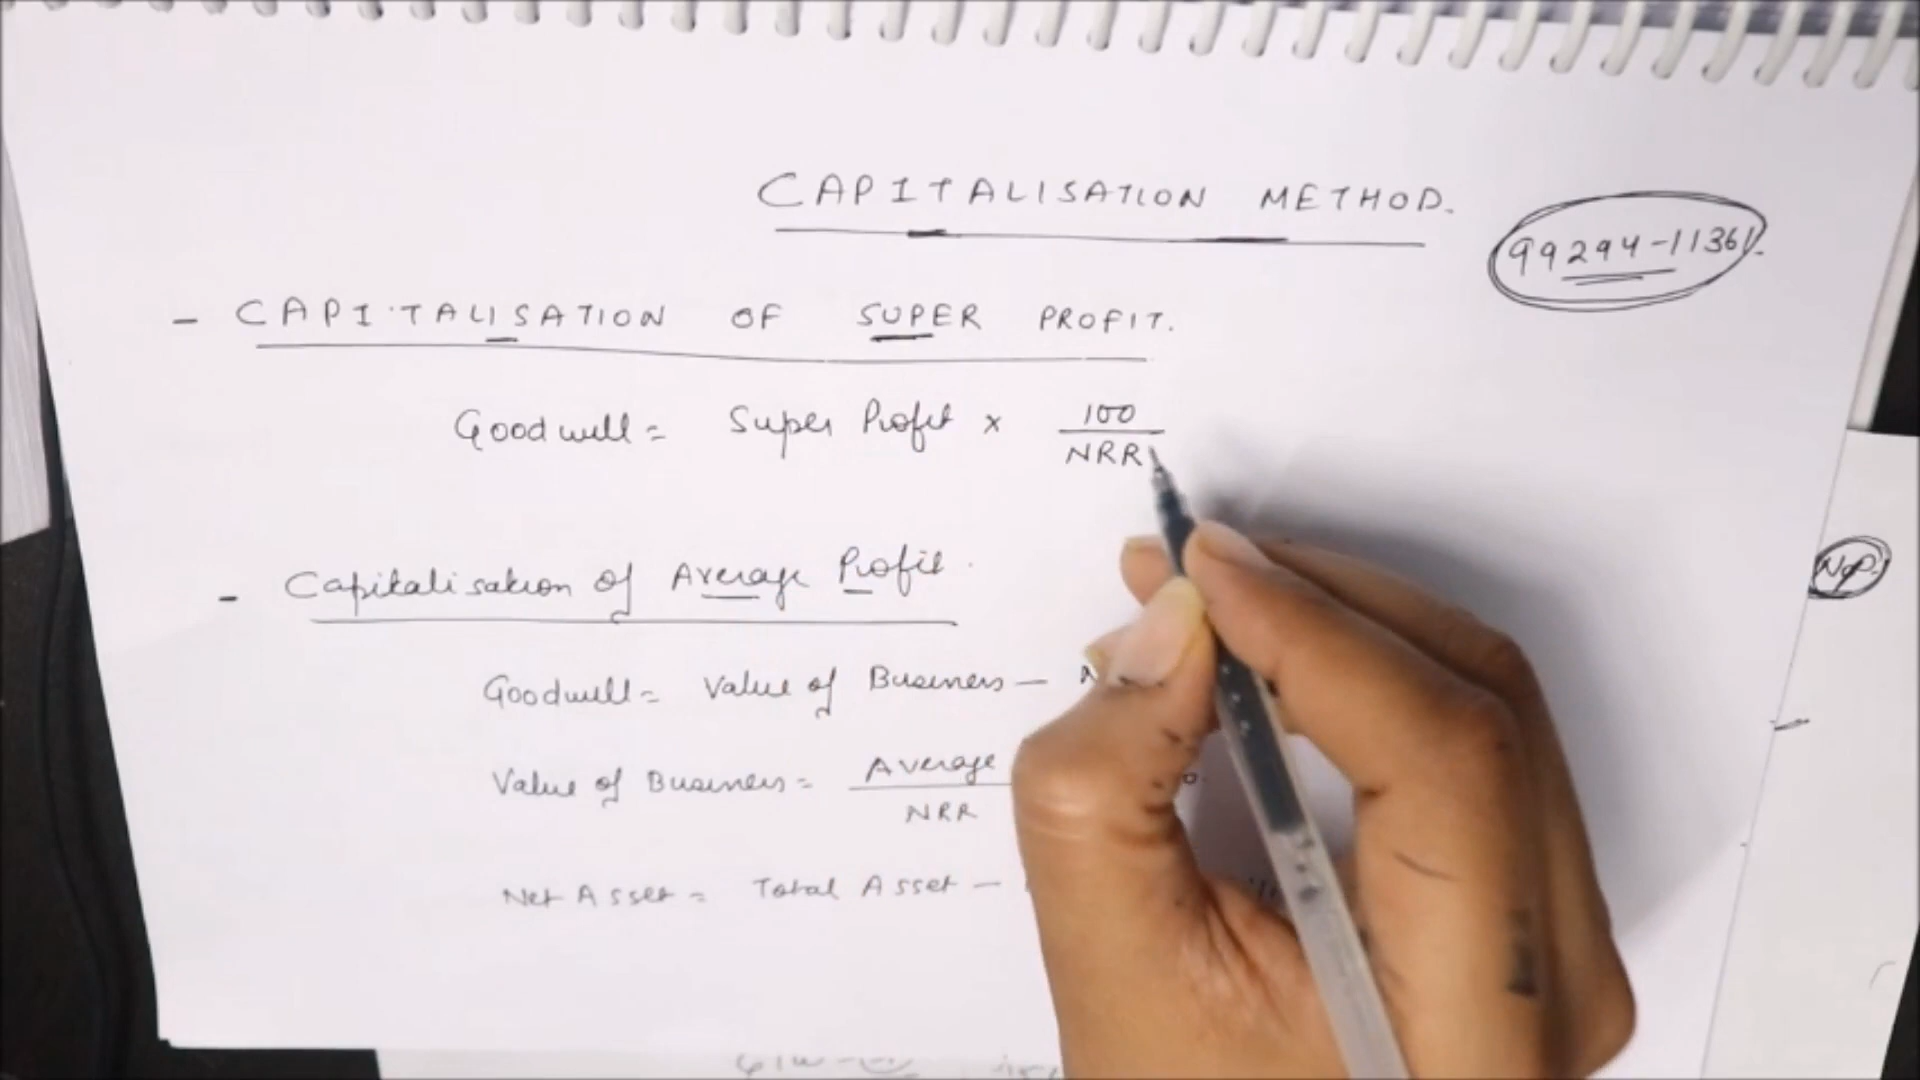 CAPITALISATION METHOD.
99294-11361.
- CAPITALISATION OF SUPER PROFIT.
Goodwill = Super Profit × 100
NRR
- Capitalisation of Average Profit.
Goodwill = Value of Business - N
Value of Business = Average
NRR
Net Asset = Total Asset -